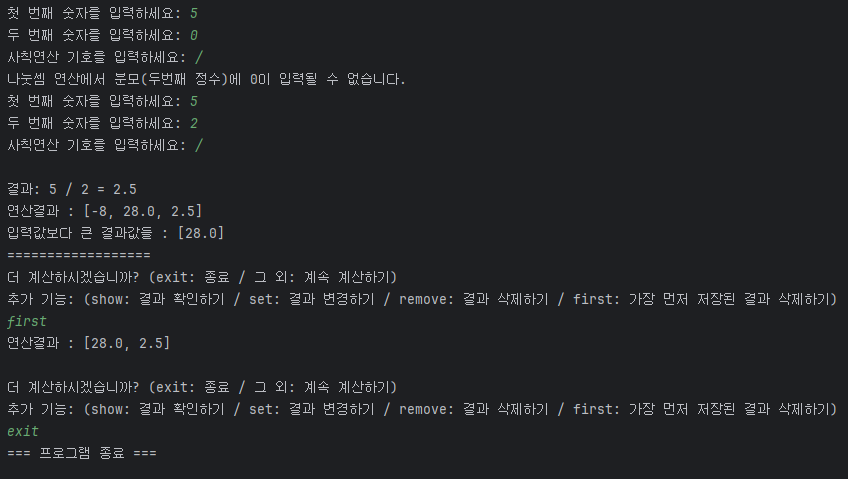 첫 번째 숫자를 입력하세요: 5
두 번째 숫자를 입력하세요: 0
사칙연산 기호를 입력하세요: /
나눗셈 연산에서 분모(두번째 정수)에 0이 입력될 수 없습니다.
첫 번째 숫자를 입력하세요: 5
두 번째 숫자를 입력하세요: 2
사칙연산 기호를 입력하세요: /
결과: 5 / 2 = 2.5
연산결과 : [-8, 28.0, 2.5]
입력값보다 큰 결과값들 : [28.0]
==================
더 계산하시겠습니까? (exit: 종료 / 그 외: 계속 계산하기)
추가 기능: (show: 결과 확인하기 / set: 결과 변경하기 / remove: 결과 삭제하기 / first: 가장 먼저 저장된 결과 삭제하기)
first
연산결과 : [28.0, 2.5]
더 계산하시겠습니까? (exit: 종료 / 그 외: 계속 계산하기)
추가 기능: (show: 결과 확인하기 / set: 결과 변경하기 / remove: 결과 삭제하기 / first: 가장 먼저 저장된 결과 삭제하기)
exit
=== 프로그램 종료 ===